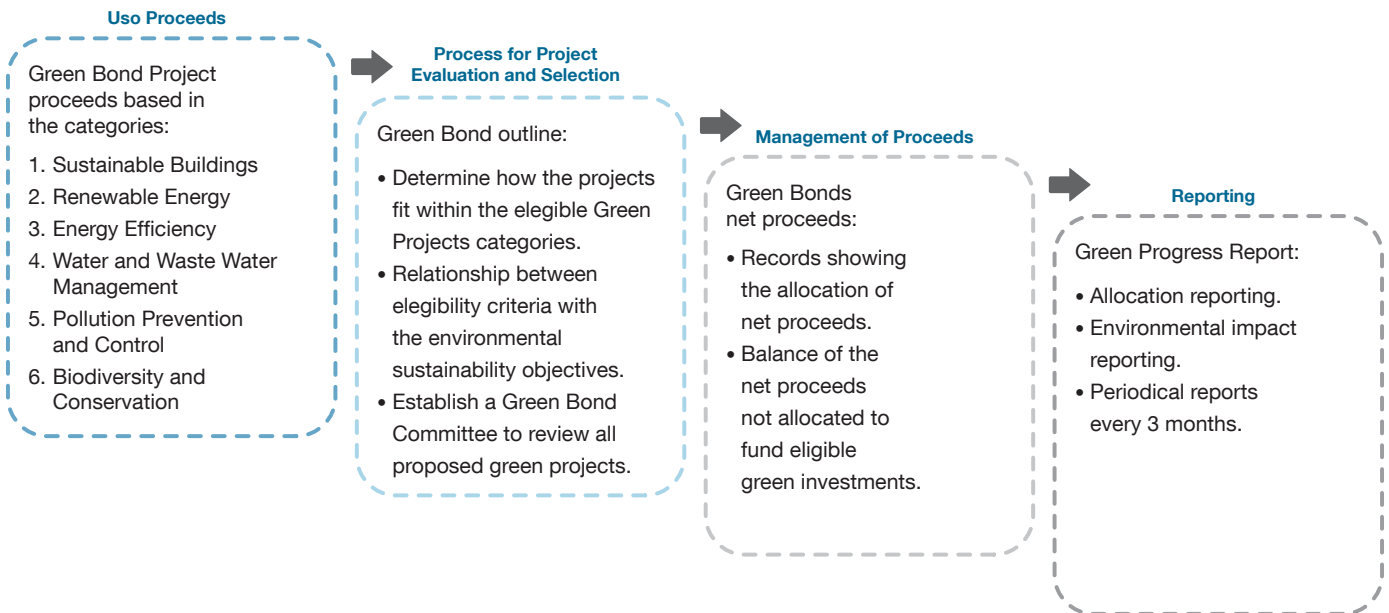 Uso Proceeds
Green Bond Project
proceeds based in
the categories:
1. Sustainable Buildings
2. Renewable Energy
3. Energy Efficiency
4. Water and Waste Water
Management
5. Pollution Prevention
and Control
6. Biodiversity and
Conservation
Process for Project
Evaluation and Selection
Green Bond outline:
• Determine how the projects
fit within the elegible Green
Projects categories.
• Relationship between
elegibility criteria with
the environmental
sustainability objectives.
• Establish a Green Bond
Committee to review all
proposed green projects.
Management of Proceeds
Green Bonds
net proceeds:
• Records showing
the allocation of
net proceeds.
• Balance of the
net proceeds
not allocated to
fund eligible
green investments.
Reporting
Green Progress Report:
• Allocation reporting.
• Environmental impact
reporting.
• Periodical reports
every 3 months.